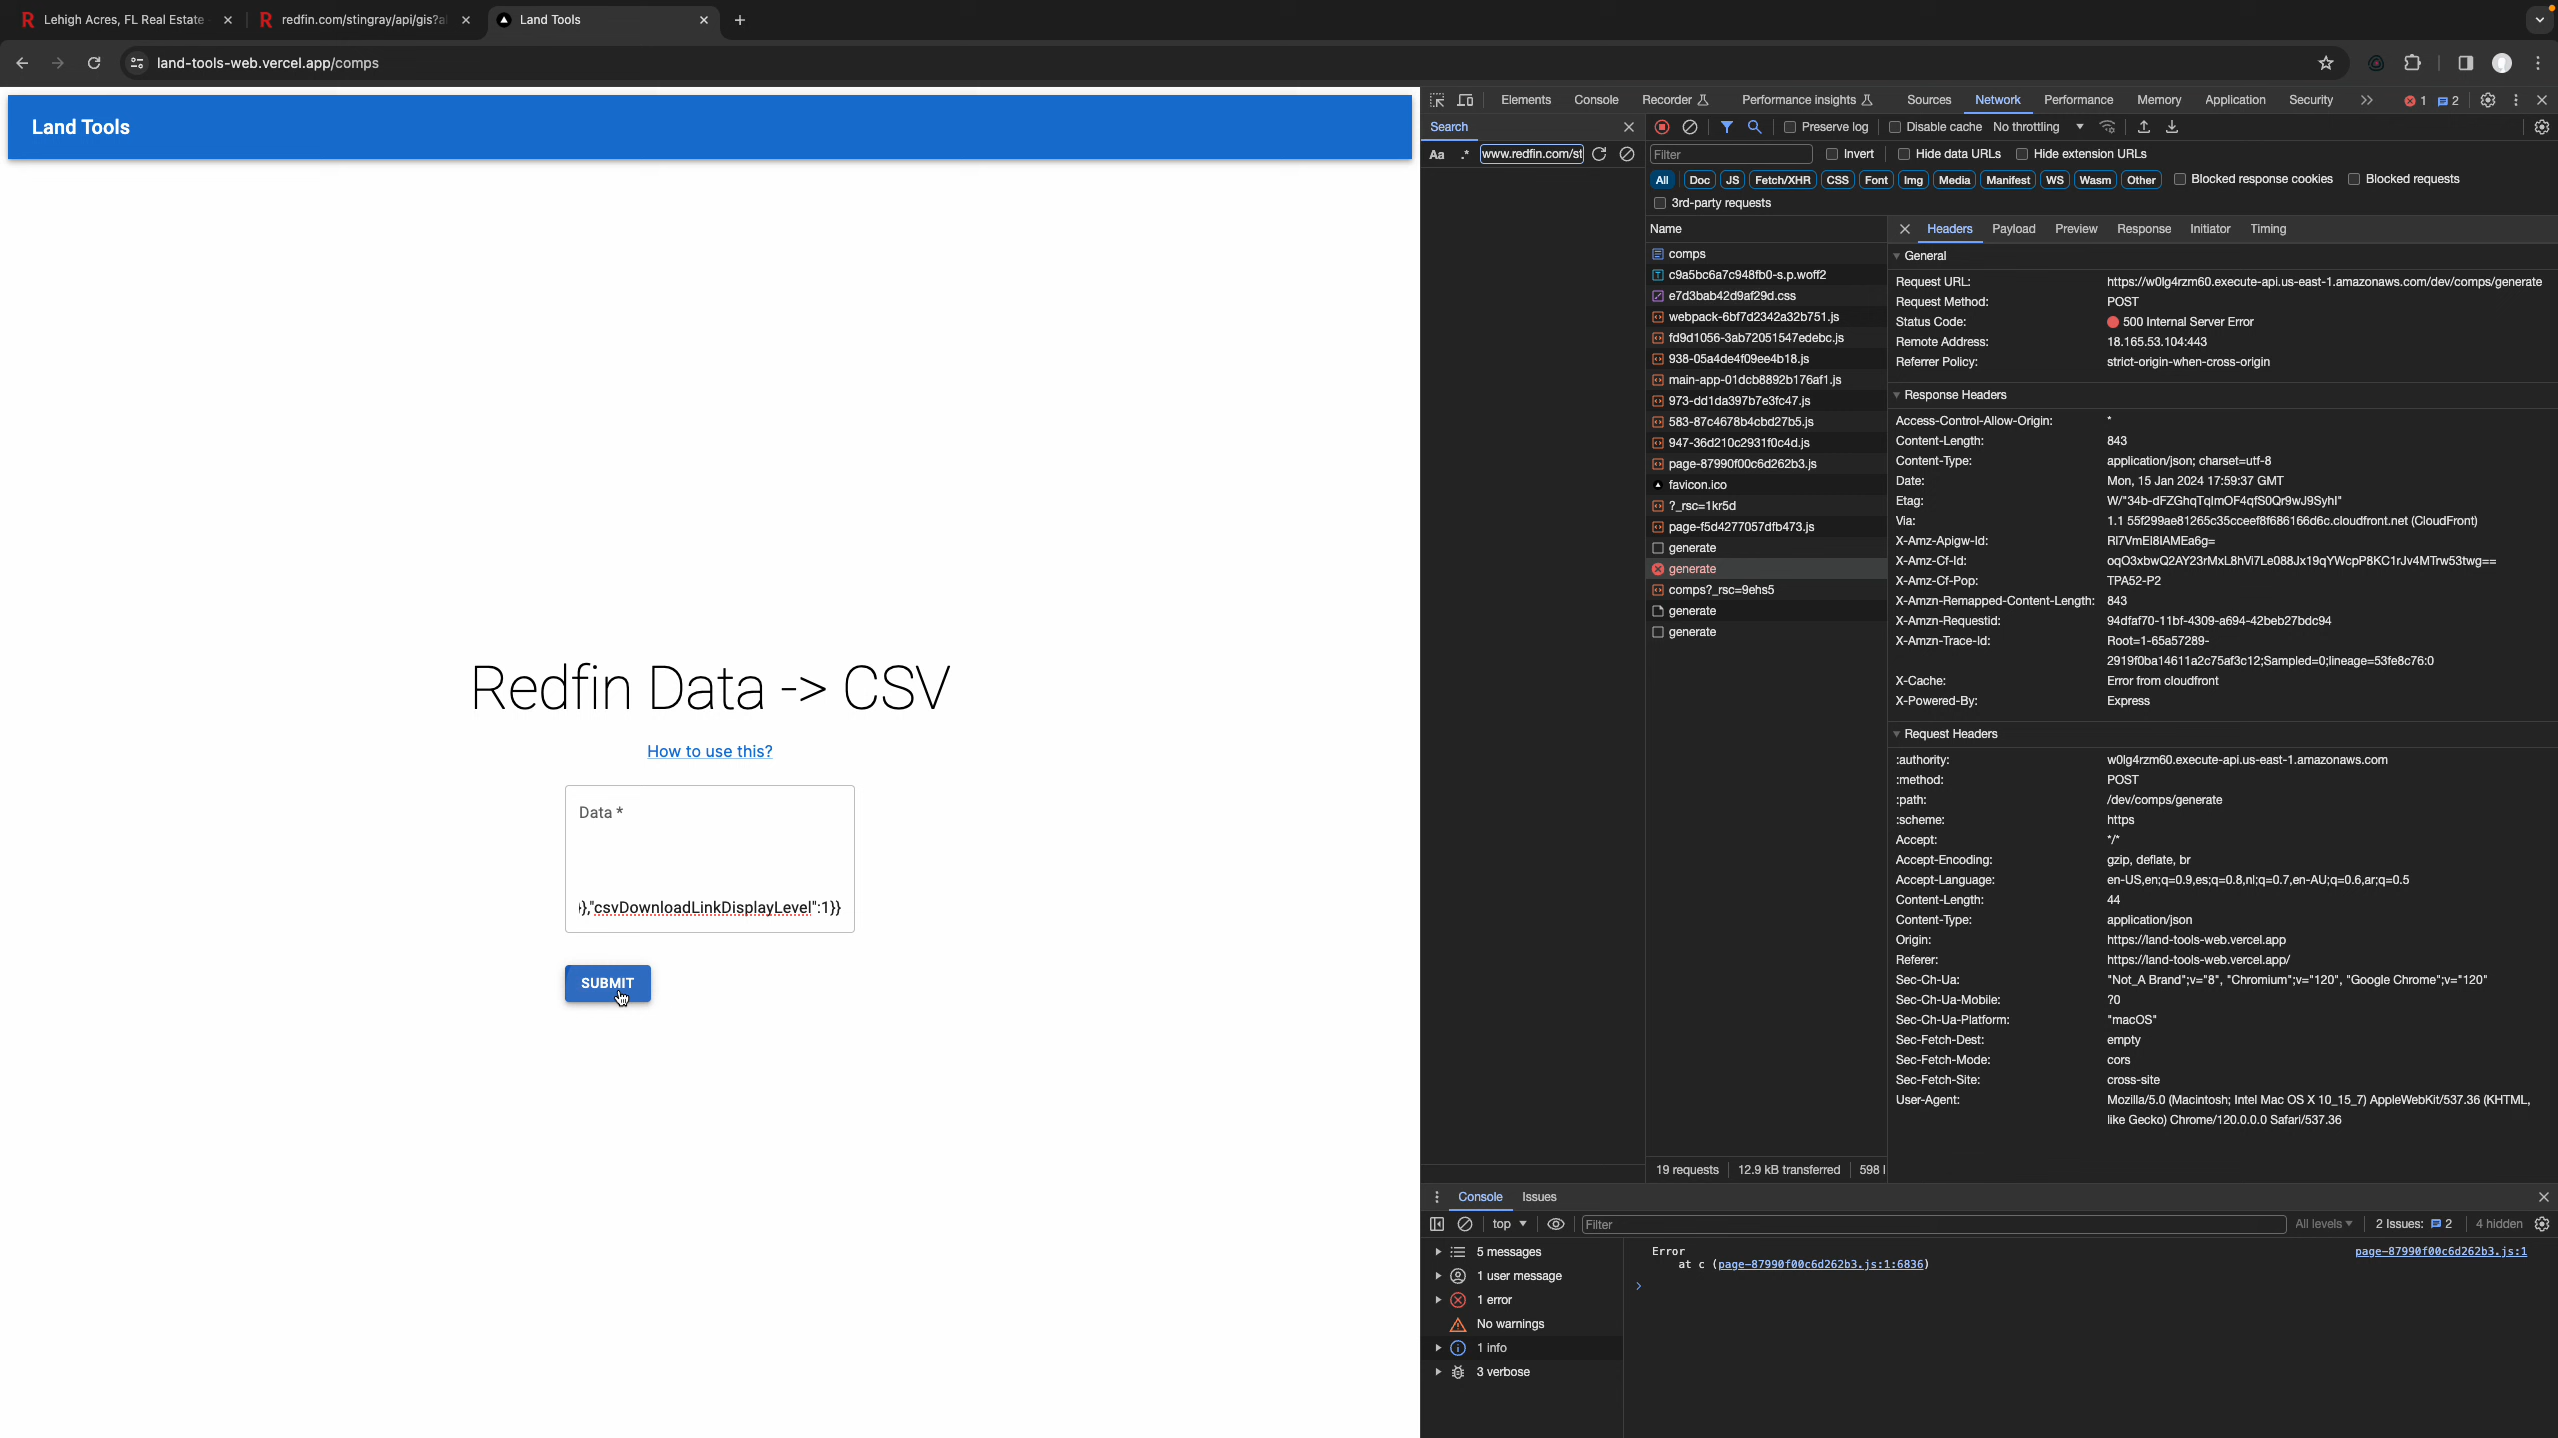 Lehigh Acres, FL Real Estate
redfin.com/stingray/api/gis?al
Land Tools
land-tools-web.vercel.app/comps
Land Tools
Redfin Data -> CSV
How to use this?
Data *
}},"csvDownloadLinkDisplayLevel":1}}
SUBMIT
Elements Console Recorder Performance insights Sources Network Performance Memory Application Security 1 2
Search
Preserve log Disable cache No throttling
Aa .* www.redfin.com/st
Filter Invert Hide data URLs Hide extension URLs
All Doc JS Fetch/XHR CSS Font Img Media Manifest WS Wasm Other Blocked response cookies Blocked requests
3rd-party requests
Name
comps
c9a5bc6a7c948fb0-s.p.woff2
e7d3bab42d9af29d.css
webpack-6bf7d2342a32b751.js
fd9d1056-3ab72051547edebc.js
938-05a4de4f09ee4b18.js
main-app-01dcb8892b176af1.js
973-dd1da397b7e3fc47.js
583-87c4678b4cbd27b5.js
947-36d210c2931f0c4d.js
page-87990f00c6d262b3.js
favicon.ico
?_rsc=1kr5d
page-f5d4277057dfb473.js
generate
generate
comps?_rsc=9ehs5
generate
generate
19 requests 12.9 kB transferred 598
Headers Payload Preview Response Initiator Timing
General
Request URL: https://w0lg4rzm60.execute-api.us-east-1.amazonaws.com/dev/comps/generate
Request Method: POST
Status Code: 500 Internal Server Error
Remote Address: 18.165.53.104:443
Referrer Policy: strict-origin-when-cross-origin
Response Headers
Access-Control-Allow-Origin: *
Content-Length: 843
Content-Type: application/json; charset=utf-8
Date: Mon, 15 Jan 2024 17:59:37 GMT
Etag: W/"34b-dFZGhqTqlmOF4qfS0Qr9wJ9SyhI"
Via: 1.1 55f299ae81265c35cceef8f686166d6c.cloudfront.net (CloudFront)
X-Amz-Apigw-Id: RI7VmEl8IAMEa6g=
X-Amz-Cf-Id: oqO3xbwQ2AY23rMxL8hVi7Le088Jx19qYWcpP8KC1rJv4MTrw53twg==
X-Amz-Cf-Pop: TPA52-P2
X-Amzn-Remapped-Content-Length: 843
X-Amzn-Requestid: 94dfaf70-11bf-4309-a694-42beb27bdc94
X-Amzn-Trace-Id: Root=1-65a57289-
2919f0ba14611a2c75af3c12;Sampled=0;lineage=53fe8c76:0
X-Cache: Error from cloudfront
X-Powered-By: Express
Request Headers
:authority: w0lg4rzm60.execute-api.us-east-1.amazonaws.com
:method: POST
:path: /dev/comps/generate
:scheme: https
Accept: */*
Accept-Encoding: gzip, deflate, br
Accept-Language: en-US,en;q=0.9,es;q=0.8,nl;q=0.7,en-AU;q=0.6,ar;q=0.5
Content-Length: 44
Content-Type: application/json
Origin: https://land-tools-web.vercel.app
Referer: https://land-tools-web.vercel.app/
Sec-Ch-Ua: "Not_A Brand";v="8", "Chromium";v="120", "Google Chrome";v="120"
Sec-Ch-Ua-Mobile: ?0
Sec-Ch-Ua-Platform: "macOS"
Sec-Fetch-Dest: empty
Sec-Fetch-Mode: cors
Sec-Fetch-Site: cross-site
User-Agent: Mozilla/5.0 (Macintosh; Intel Mac OS X 10_15_7) AppleWebKit/537.36 (KHTML,
like Gecko) Chrome/120.0.0.0 Safari/537.36
Console Issues
top Filter All levels 2 Issues: 2 4 hidden
5 messages
1 user message
1 error
No warnings
1 info
3 verbose
Error page-87990f00c6d262b3.js:1
at c (page-87990f00c6d262b3.js:1:6836)